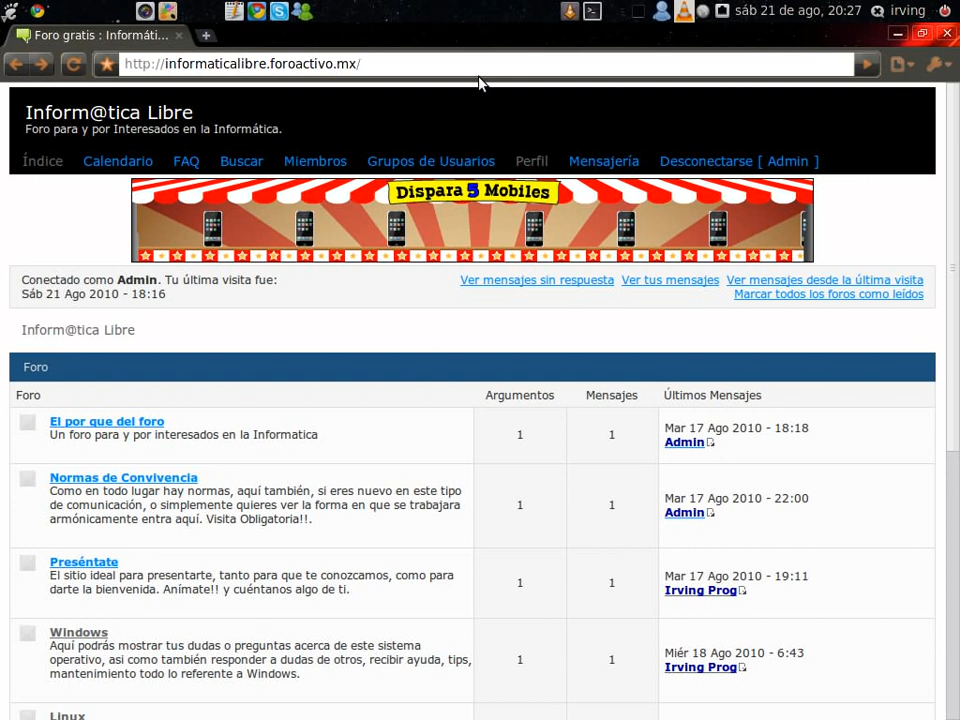 sáb 21 de ago, 20:27 irving
Foro gratis : Informáti...
http://informaticalibre.foroactivo.mx/
Inform@tica Libre
Foro para y por Interesados en la Informática.
Índice Calendario FAQ Buscar Miembros Grupos de Usuarios Perfil Mensajería Desconectarse [ Admin ]
Dispara 5 Mobiles
Conectado como Admin. Tu última visita fue:
Sáb 21 Ago 2010 - 18:16
Ver mensajes sin respuesta Ver tus mensajes Ver mensajes desde la última visita
Marcar todos los foros como leídos
Inform@tica Libre
Foro
Foro Argumentos Mensajes Últimos Mensajes
El por que del foro
Un foro para y por interesados en la Informatica
1 1
Mar 17 Ago 2010 - 18:18
Admin
Normas de Convivencia
Como en todo lugar hay normas, aquí también, si eres nuevo en este tipo
de comunicación, o simplemente quieres ver la forma en que se trabajara
armónicamente entra aquí. Visita Obligatoria!!.
1 1
Mar 17 Ago 2010 - 22:00
Admin
Preséntate
El sitio ideal para presentarte, tanto para que te conozcamos, como para
darte la bienvenida. Anímate!! y cuéntanos algo de ti.
1 1
Mar 17 Ago 2010 - 19:11
Irving Prog
Windows
Aquí podrás mostrar tus dudas o preguntas acerca de este sistema
operativo, asi como también responder a dudas de otros, recibir ayuda, tips,
mantenimiento todo lo referente a Windows.
1 1
Miér 18 Ago 2010 - 6:43
Irving Prog
Linux